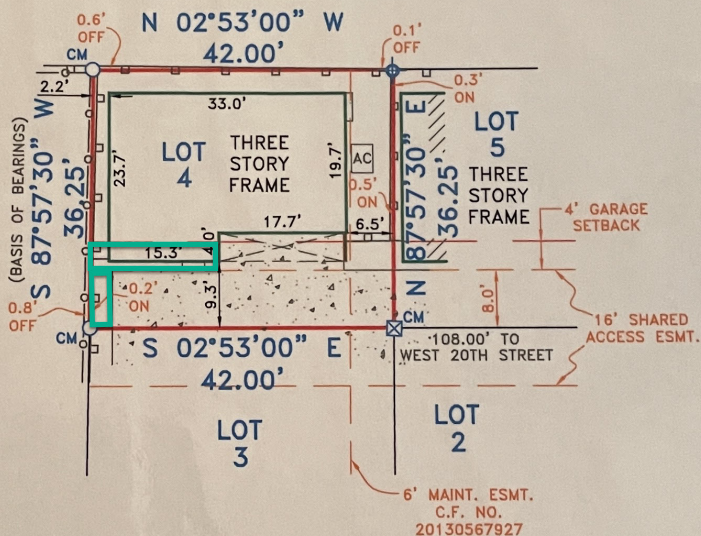 0.6'
OFF
N 02°53'00" W
42.00'
0.1'
OFF
CM
0.3'
ON
2.2'
33.0'
(BASIS OF BEARINGS)
S 87°57'30" W
36.25'
23.7'
LOT
4
THREE
STORY
FRAME
19.7'
AC
0.5'
ON
N 87°57'30" E
36.25'
LOT
5
THREE
STORY
FRAME
4' GARAGE
SETBACK
17.7'
6.5'
15.3'
4.0'
9.3'
0.2'
ON
0.8'
OFF
8.0'
CM
CM
16' SHARED
ACCESS ESMT.
108.00' TO
WEST 20TH STREET
S 02°53'00" E
42.00'
LOT
3
LOT
2
6' MAINT. ESMT.
C.F. NO.
20130567927